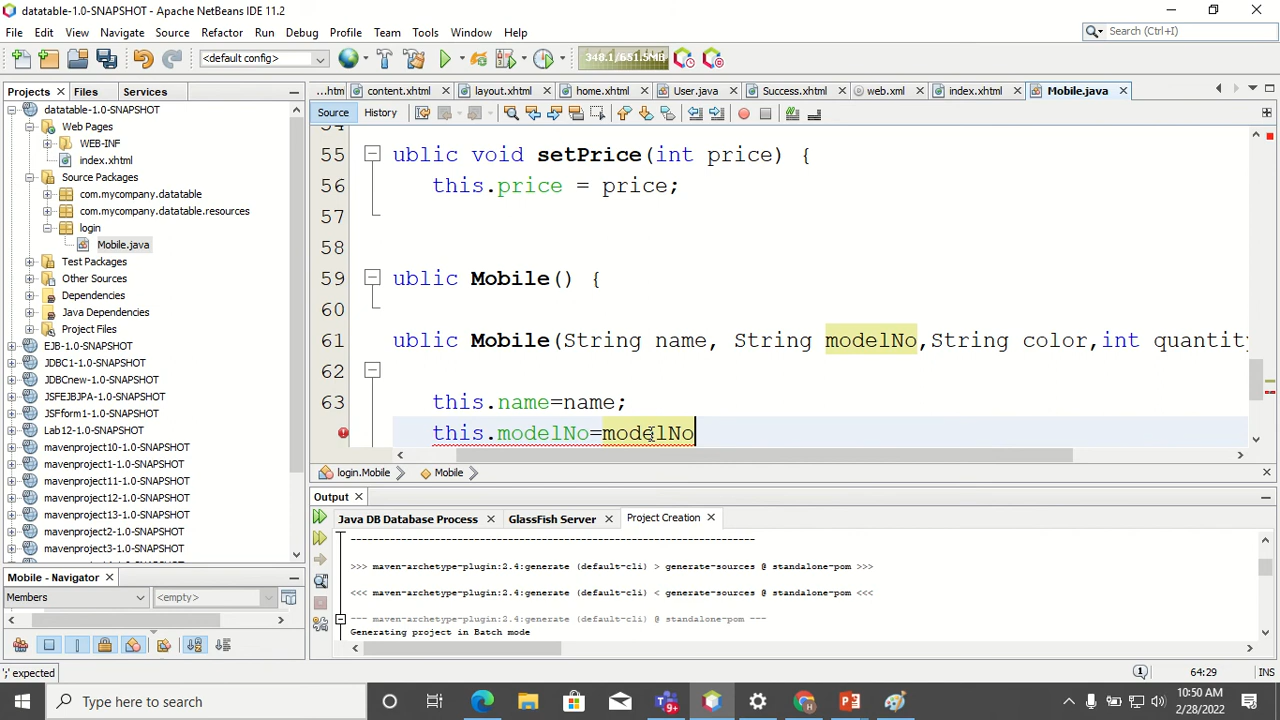 datatable-1.0-SNAPSHOT - Apache NetBeans IDE 11.2
File Edit View Navigate Source Refactor Run Debug Profile Team Tools Window Help
Search (Ctrl+I)
<default config>
348.1/651.5MB
Projects Files Services
...htm content.xhtml layout.xhtml home.xhtml User.java Success.xhtml web.xml index.xhtml Mobile.java
Source History
datatable-1.0-SNAPSHOT
Web Pages
WEB-INF
index.xhtml
Source Packages
com.mycompany.datatable
com.mycompany.datatable.resources
login
Mobile.java
Test Packages
Other Sources
Dependencies
Java Dependencies
Project Files
EJB-1.0-SNAPSHOT
JDBC1-1.0-SNAPSHOT
JDBCnew-1.0-SNAPSHOT
JSFEJBJPA-1.0-SNAPSHOT
JSFform1-1.0-SNAPSHOT
Lab12-1.0-SNAPSHOT
mavenproject10-1.0-SNAPSHOT
mavenproject11-1.0-SNAPSHOT
mavenproject12-1.0-SNAPSHOT
mavenproject13-1.0-SNAPSHOT
mavenproject2-1.0-SNAPSHOT
mavenproject3-1.0-SNAPSHOT
54
55 ublic void setPrice(int price) {
56 this.price = price;
57
58
59 ublic Mobile() {
60
61 ublic Mobile(String name, String modelNo,String color,int quantity
62
63 this.name=name;
this.modelNo=modelNo
login.Mobile Mobile
Mobile - Navigator
Members <empty>
Output
Java DB Database Process GlassFish Server Project Creation
------------------------------------------------------------------------
>>> maven-archetype-plugin:2.4:generate (default-cli) > generate-sources @ standalone-pom >>>
<<< maven-archetype-plugin:2.4:generate (default-cli) < generate-sources @ standalone-pom <<<
--- maven-archetype-plugin:2.4:generate (default-cli) @ standalone-pom ---
Generating project in Batch mode
';' expected
1 64:29 INS
Type here to search
9+
10:50 AM
2/28/2022